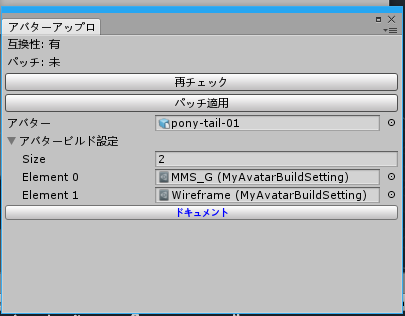 アバターアップロ
互換性: 有
パッチ: 未
再チェック
パッチ適用
アバター pony-tail-01
アバタービルド設定
Size 2
Element 0 MMS_G (MyAvatarBuildSetting)
Element 1 Wireframe (MyAvatarBuildSetting)
ドキュメント